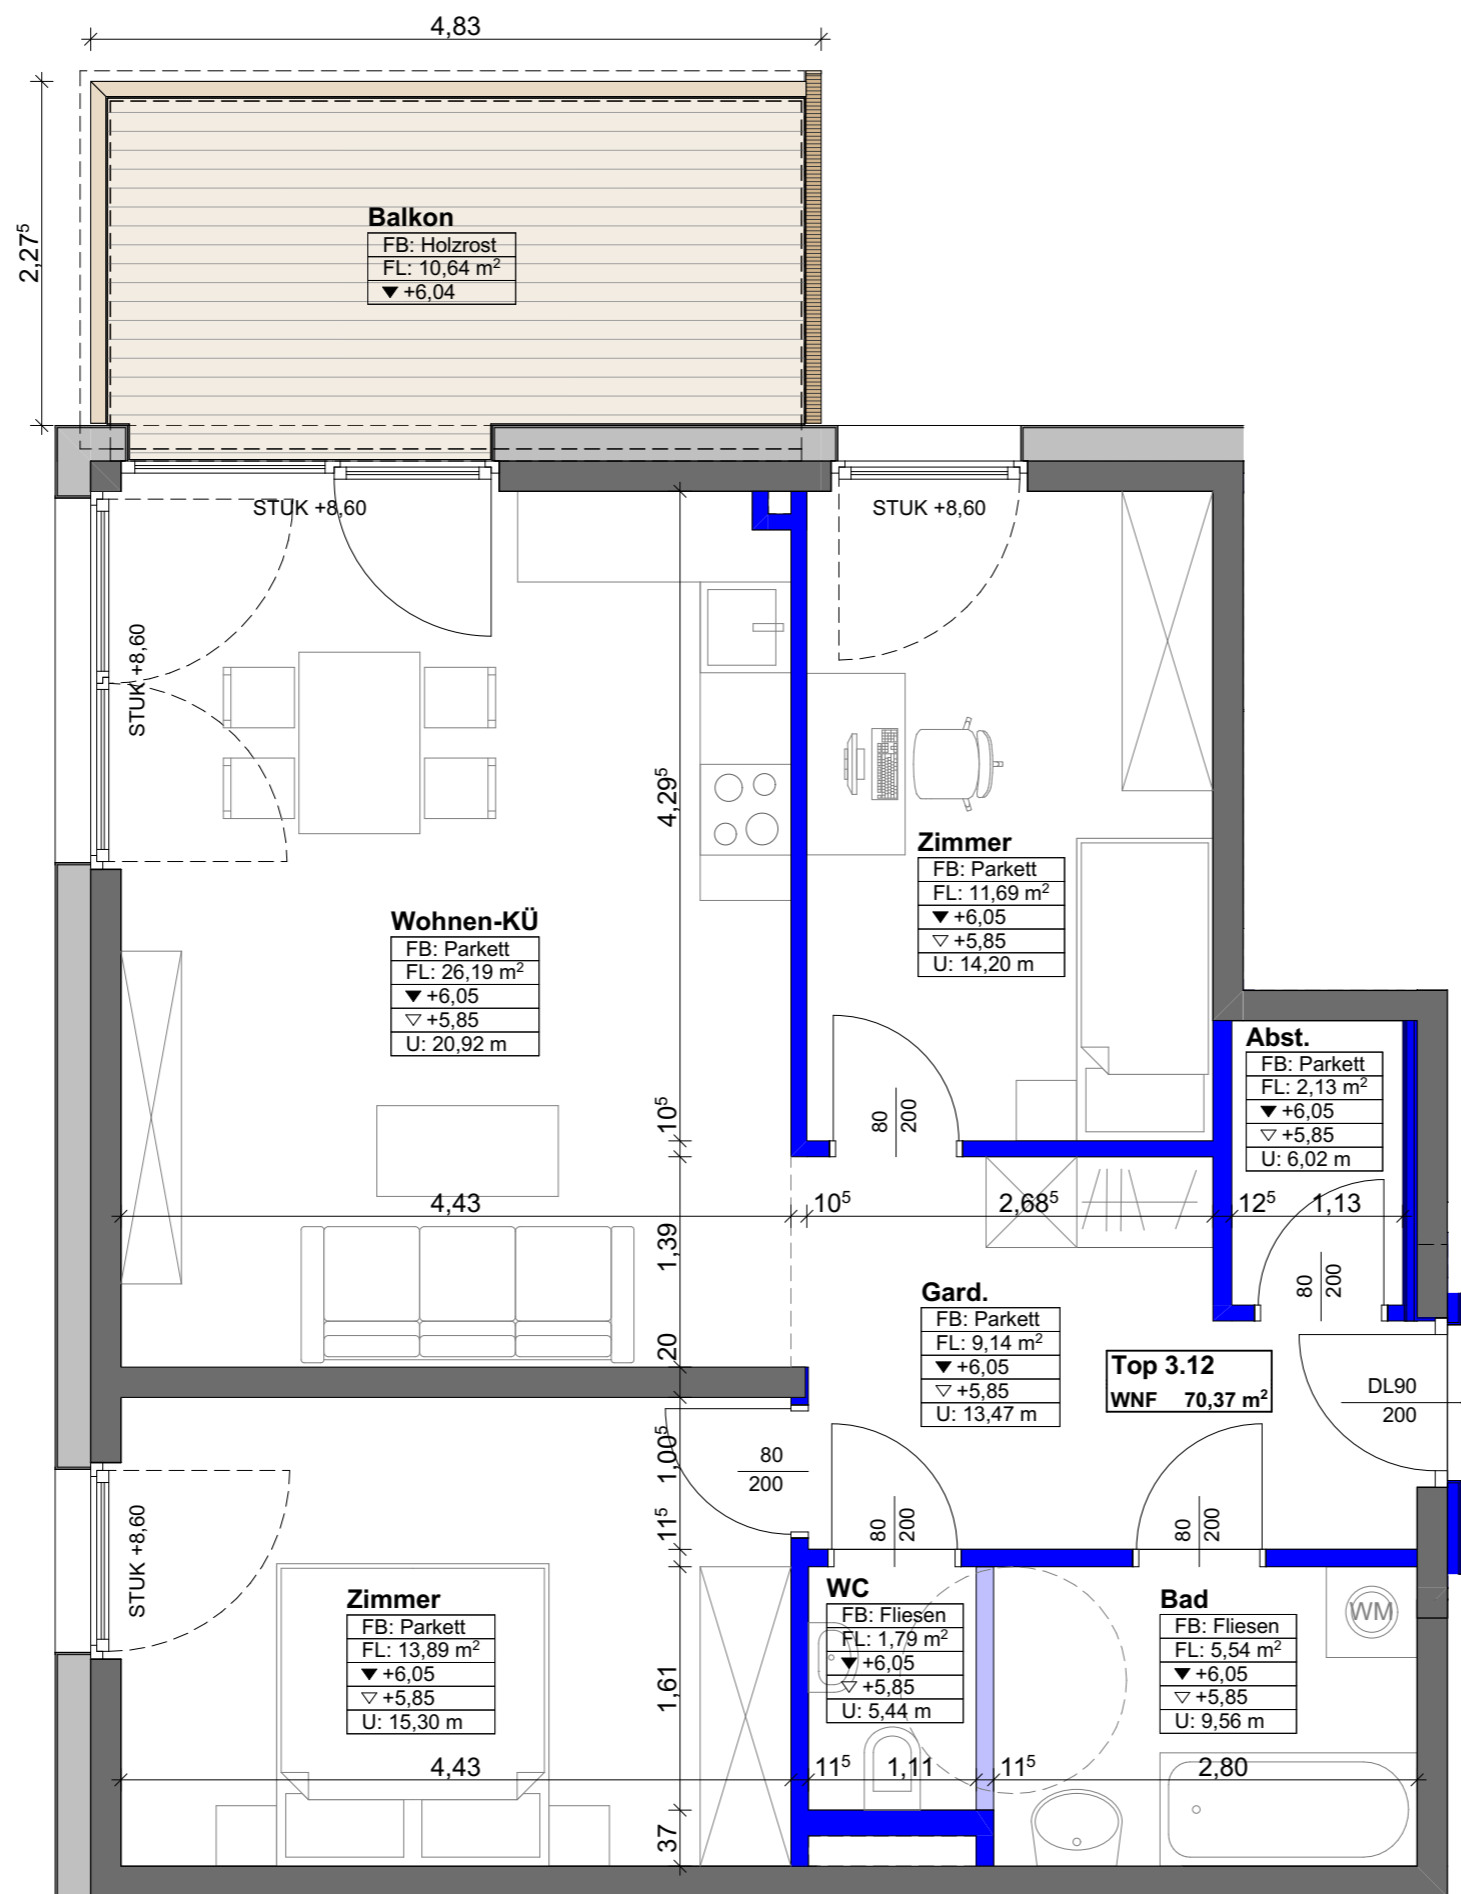 4,83
2,27⁵
Balkon
FB: Holzrost
FL: 10,64 m²
▼ +6,04
STUK +8,60
STUK +8,60
STUK +8,60
4,29⁵
Zimmer
FB: Parkett
FL: 11,69 m²
▼ +6,05
▽ +5,85
U: 14,20 m
Wohnen-KÜ
FB: Parkett
FL: 26,19 m²
▼ +6,05
▽ +5,85
U: 20,92 m
Abst.
FB: Parkett
FL: 2,13 m²
▼ +6,05
▽ +5,85
U: 6,02 m
10⁵
80
200
4,43
10⁵
2,68⁵
12⁵
1,13
1,39
80
200
Gard.
FB: Parkett
FL: 9,14 m²
▼ +6,05
▽ +5,85
U: 13,47 m
Top 3.12
WNF 70,37 m²
DL90
200
20
1,00⁵
80
200
11⁵
80
200
80
200
STUK +8,60
Zimmer
FB: Parkett
FL: 13,89 m²
▼ +6,05
▽ +5,85
U: 15,30 m
WC
FB: Fliesen
FL: 1,79 m²
▼ +6,05
▽ +5,85
U: 5,44 m
Bad
FB: Fliesen
FL: 5,54 m²
▼ +6,05
▽ +5,85
U: 9,56 m
WM
1,61
4,43
11⁵
1,11
11⁵
2,80
37